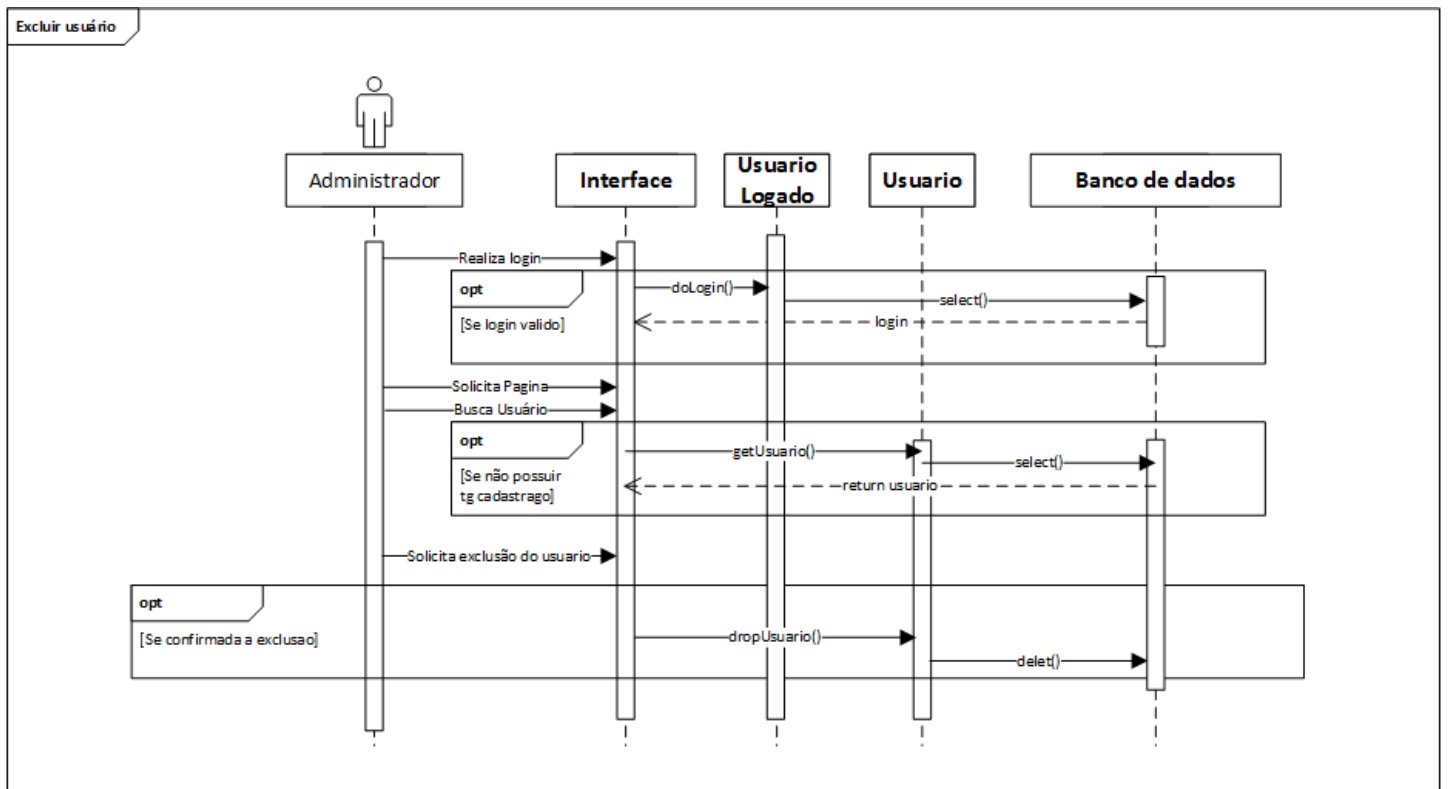 Excluir usuário
Administrador
Interface
Usuario
Logado
Usuario
Banco de dados
Realiza login
opt
doLogin()
select()
[Se login valido]
login
Solicita Pagina
Busca Usuário
opt
getUsuario()
select()
[Se não possuir
tg cadastrago]
return usuario
Solicita exclusão do usuario
opt
[Se confirmada a exclusao]
dropUsuario()
delet()